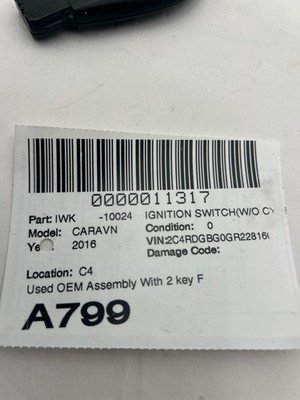 0000011317
Part: IWK -10024 IGNITION SWITCH(W/O
Model: CARAVN Condition: 0
2016 VIN:2C4RDGBG0GR22816
Damage Code:
Location: C4
Used OEM Assembly With 2 key F
A799